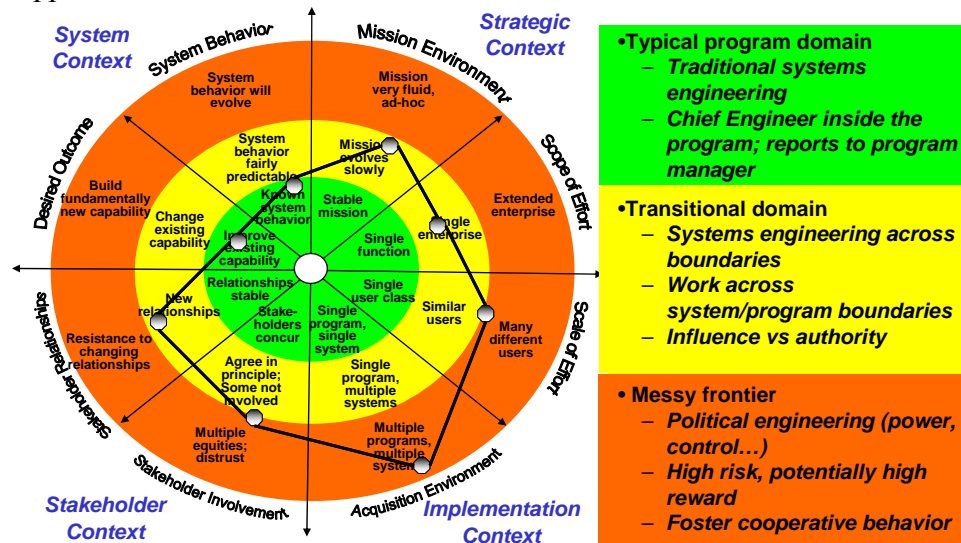 System
Context
Strategic
Context
System Behavior
Mission Environment
Desired Outcome
Scope of Effort
Stakeholder Relationships
Scale of Effort
Stakeholder Involvement
Acquisition Environment
Stakeholder
Context
Implementation
Context
System
behavior will
evolve
Mission
very fluid,
ad-hoc
System
behavior fairly
predictable
Mission
evolves
slowly
Known
system
behavior
Stable
mission
Build
fundamentally
new capability
Change
existing
capability
Improve
existing
capability
Single
function
Single
enterprise
Extended
enterprise
Resistance to
changing
relationships
New
relationships
Relationships
stable
Single
user class
Similar
users
Many
different
users
Stake-
holders
concur
Single
program,
single
system
Agree in
principle;
Some not
involved
Single
program,
multiple
systems
Multiple
equities;
distrust
Multiple
programs,
multiple
systems
•Typical program domain
– Traditional systems
engineering
– Chief Engineer inside the
program; reports to program
manager
•Transitional domain
– Systems engineering across
boundaries
– Work across
system/program boundaries
– Influence vs authority
• Messy frontier
– Political engineering (power,
control…)
– High risk, potentially high
reward
– Foster cooperative behavior